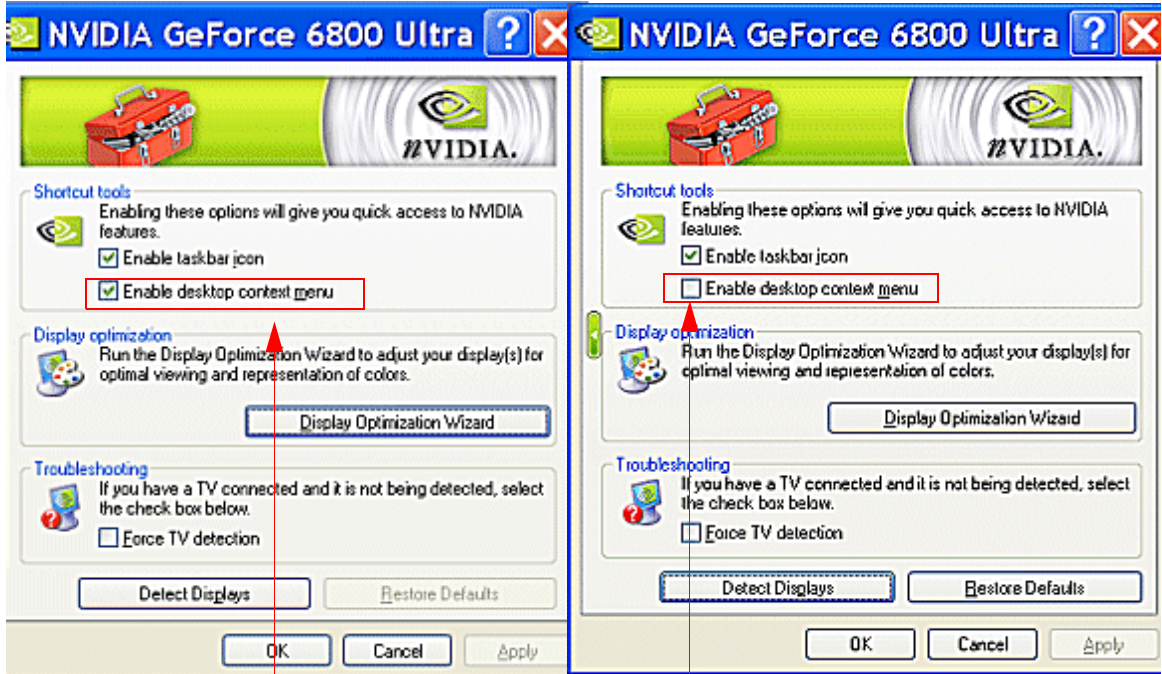 NVIDIA GeForce 6800 Ultra
nVIDIA.
Shortcut tools
Enabling these options will give you quick access to NVIDIA
features.
Enable taskbar icon
Enable desktop context menu
Display optimization
Run the Display Optimization Wizard to adjust your display(s) for
optimal viewing and representation of colors.
Display Optimization Wizard
Troubleshooting
If you have a TV connected and it is not being detected, select
the check box below.
Force TV detection
Detect Displays
Restore Defaults
OK
Cancel
Apply
NVIDIA GeForce 6800 Ultra
nVIDIA.
Shortcut tools
Enabling these options will give you quick access to NVIDIA
features.
Enable taskbar icon
Enable desktop context menu
Display optimization
Run the Display Optimization Wizard to adjust your display(s) for
optimal viewing and representation of colors.
Display Optimization Wizard
Troubleshooting
If you have a TV connected and it is not being detected, select
the check box below.
Force TV detection
Detect Displays
Restore Defaults
OK
Cancel
Apply